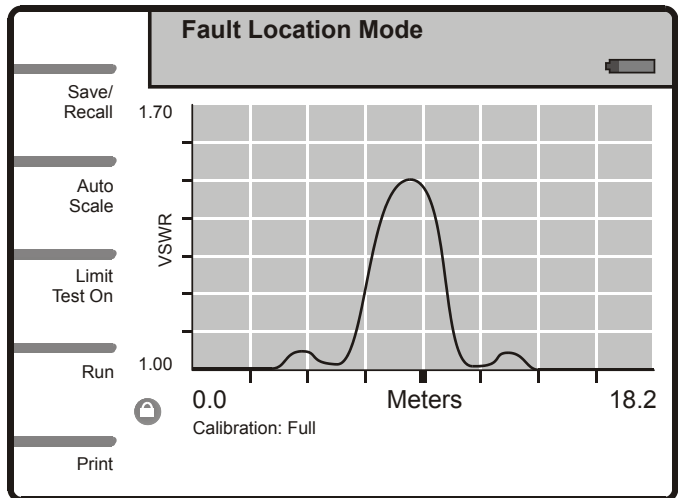 Fault Location Mode
Save/
Recall
Auto
Scale
Limit
Test On
Run
Print
1.70
VSWR
1.00
0.0
Meters
18.2
Calibration: Full